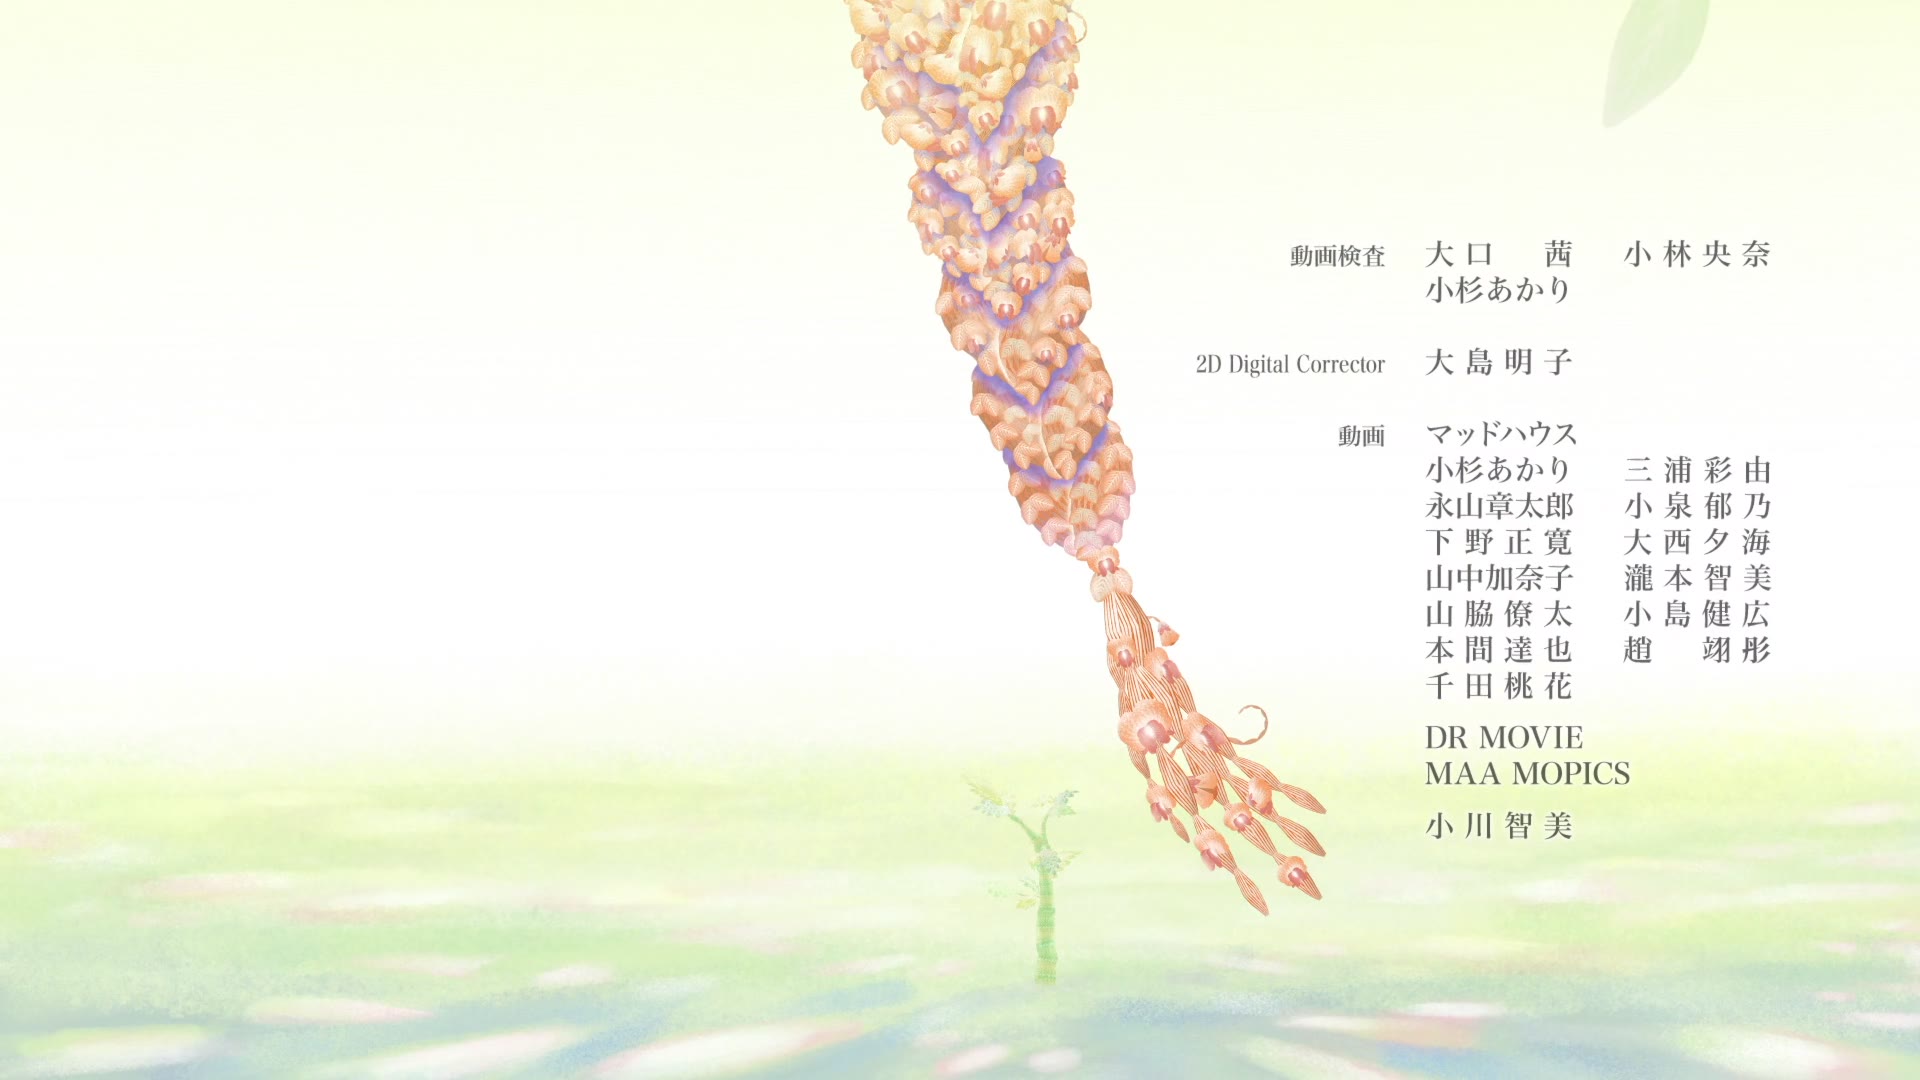 動画検査 大口 茜 小林央奈
小杉あかり
2D Digital Corrector 大島明子
動画 マッドハウス
小杉あかり 三浦彩由
永山章太郎 小泉郁乃
下野正寛 大西夕海
山中加奈子 瀧本智美
山脇僚太 小島健広
本間達也 趙 翊彤
千田桃花
DR MOVIE
MAA MOPICS
小川智美